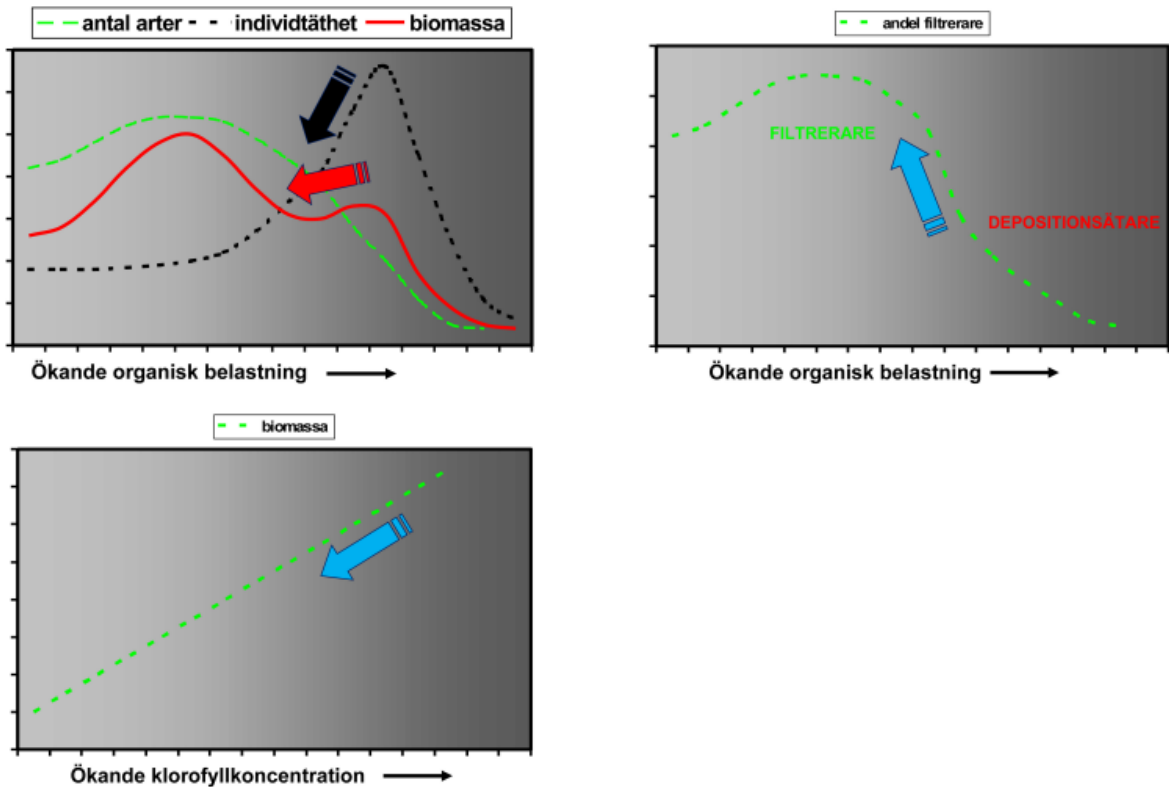 antal arter individtäthet biomassa
Ökande organisk belastning
andel filtrerare
FILTRERARE
DEPOSITIONSÄTARE
Ökande organisk belastning
biomassa
Ökande klorofyllkoncentration